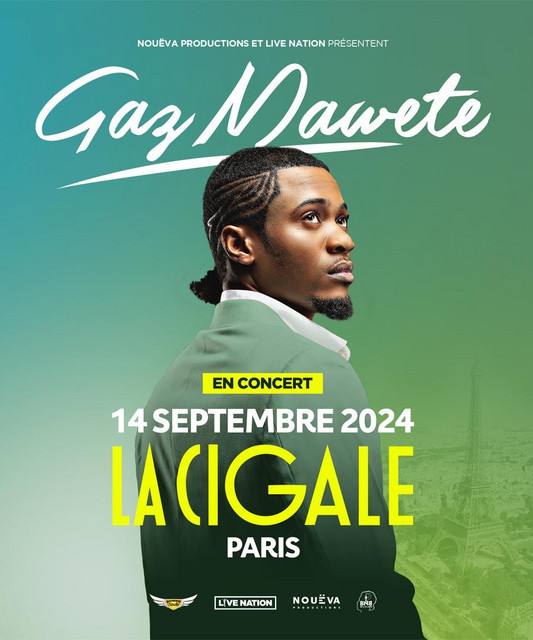 NOUËVA PRODUCTIONS ET LIVE NATION PRÉSENTENT
Gaz Mawete
EN CONCERT
14 SEPTEMBRE 2024
LA CIGALE
PARIS
LIVE NATION
NOUËVA
PRODUCTIONS